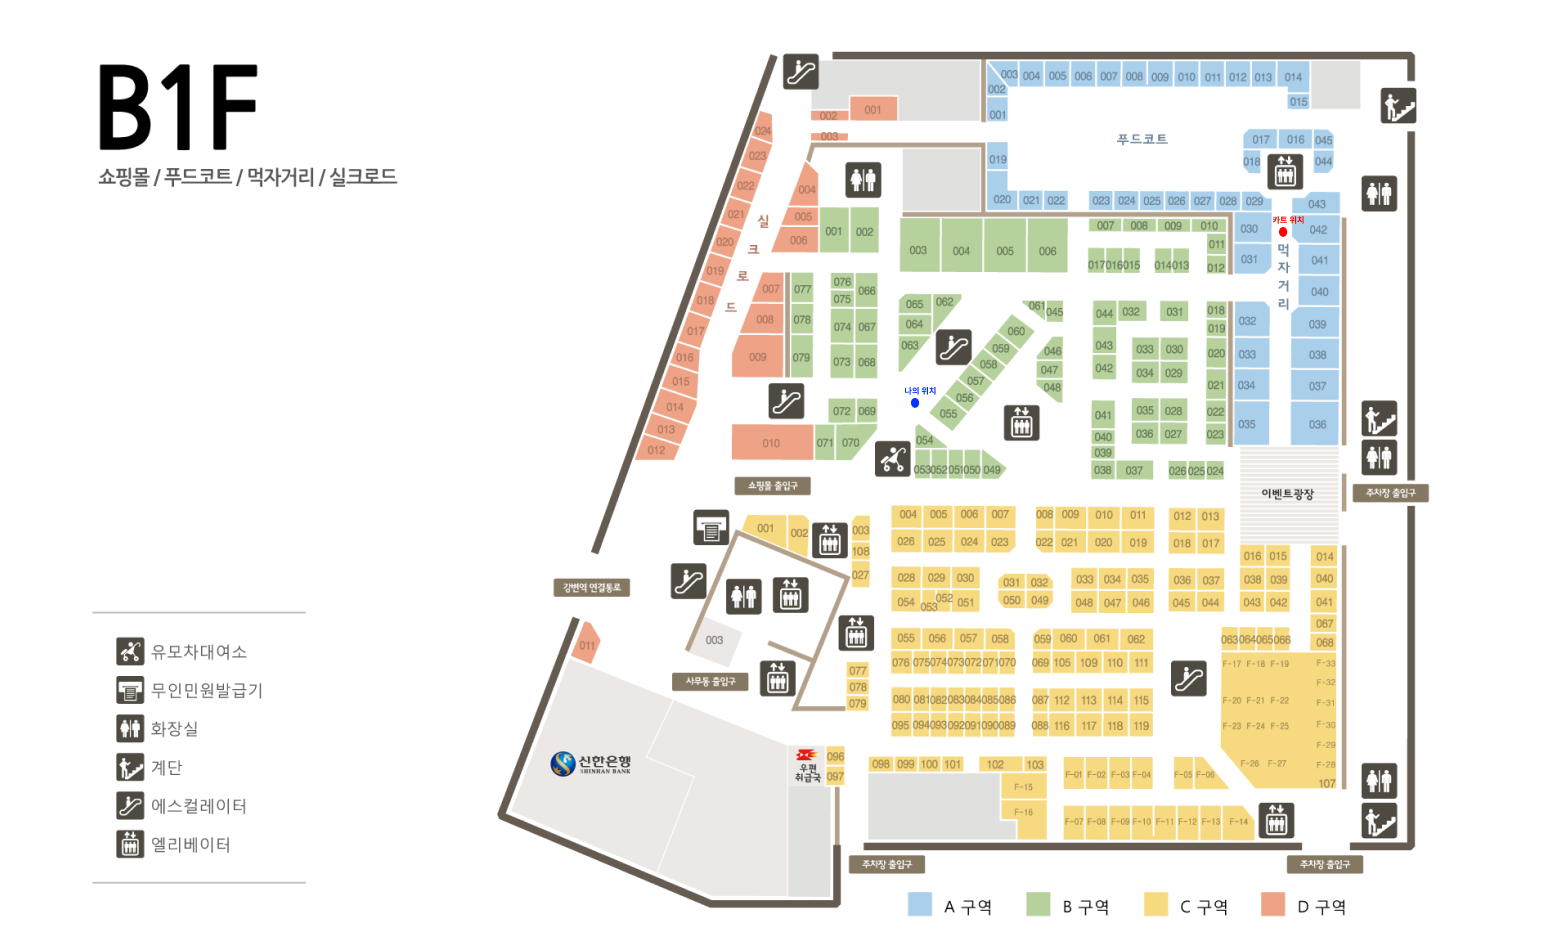 B1F
쇼핑몰 / 푸드코트 / 먹자거리 / 실크로드
유모차대여소
무인민원발급기
화장실
계단
에스컬레이터
엘리베이터
003 004 005 006 007 008 009 010 011 012 013 014
002
001
015
푸드코트
017 016 045
018 044
019
020 021 022 023 024 025 026 027 028 029 043
카트 위치
030 042
031 041
먹자거리
040
032 039
033 038
034 037
035 036
이벤트광장
주차장 출입구
001
002
003
024
023
022
021
020
019
018
017
016
015
014
013
012
실크로드
004
005
006
007
008
009
010
011
001 002
003 004 005 006
007 008 009 010
011
012
017 016 015 014 013
077 076 066
075
078 074 067
079 073 068
072 069
071 070
065 062
064
063
061 045
060
059
058
057
056
055
046
047
048
나의 위치
054
053 052 051 050 049
044 032 031 018
019
043 033 030 020
042 034 029 021
041 035 028 022
040 036 027 023
039
038 037 026 025 024
쇼핑몰 출입구
강변역 연결통로
사무동 출입구
001 002 003
108
027
003
004 005 006 007 008 009 010 011 012 013
026 025 024 023 022 021 020 019 018 017
016 015 014
028 029 030 031 032 033 034 035 036 037 038 039 040
054 053 052 051 050 049 048 047 046 045 044 043 042 041
067
055 056 057 058 059 060 061 062 063 064 065 066 068
076 075 074 073 072 071 070 069 105 109 110 111
077
078
079
080 081 082 083 084 085 086 087 112 113 114 115
095 094 093 092 091 090 089 088 116 117 118 119
F-17 F-18 F-19 F-33
F-32
F-20 F-21 F-22 F-31
F-23 F-24 F-25 F-30
F-29
F-26 F-27 F-28
107
신한은행
SHINHAN BANK
우편
취급국
096
097
098 099 100 101 102 103
F-15
F-16
F-01 F-02 F-03 F-04 F-05 F-06
F-07 F-08 F-09 F-10 F-11 F-12 F-13 F-14
주차장 출입구
주차장 출입구
A 구역
B 구역
C 구역
D 구역